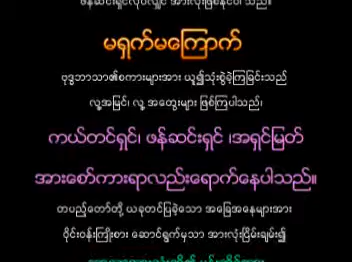 ဖန်ဆင်းရှင်လုပ်လျှင် အားလုံးဖြစ်နိုင်ပါ သည်။
မရှက်မကြောက်
ဗုဒ္ဓဘာသာ၏စကားများအား ယူ၍သုံးစွဲခဲ့ကြခြင်းသည်
လူ့အမြင်၊ လူ့ အတွေးများ ဖြစ်ကြပါသည်၊
ကယ်တင်ရှင်၊ ဖန်ဆင်းရှင် ၊အရှင်မြတ်
အားစော်ကားရာလည်းရောက်နေပါသည်။
တပည့်တော်တို့ ယခုတင်ပြခဲ့သော အခြေအနေများအား
ဝိုင်းဝန်းကြိုးစား ဆောင်ရွက်မှသာ အားလုံးငြိမ်းချမ်း၍